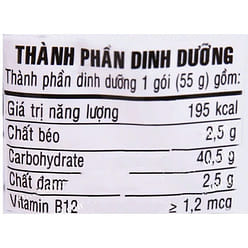 THÀNH PHẦN DINH DƯỠNG
Thành phần dinh dưỡng 1 gói (55 g) gồm:
Giá trị năng lượng 195 kcal
Chất béo 2,5 g
Carbohydrate 40,5 g
Chất đạm 2,5 g
Vitamin B12 ≥ 1,2 mcg